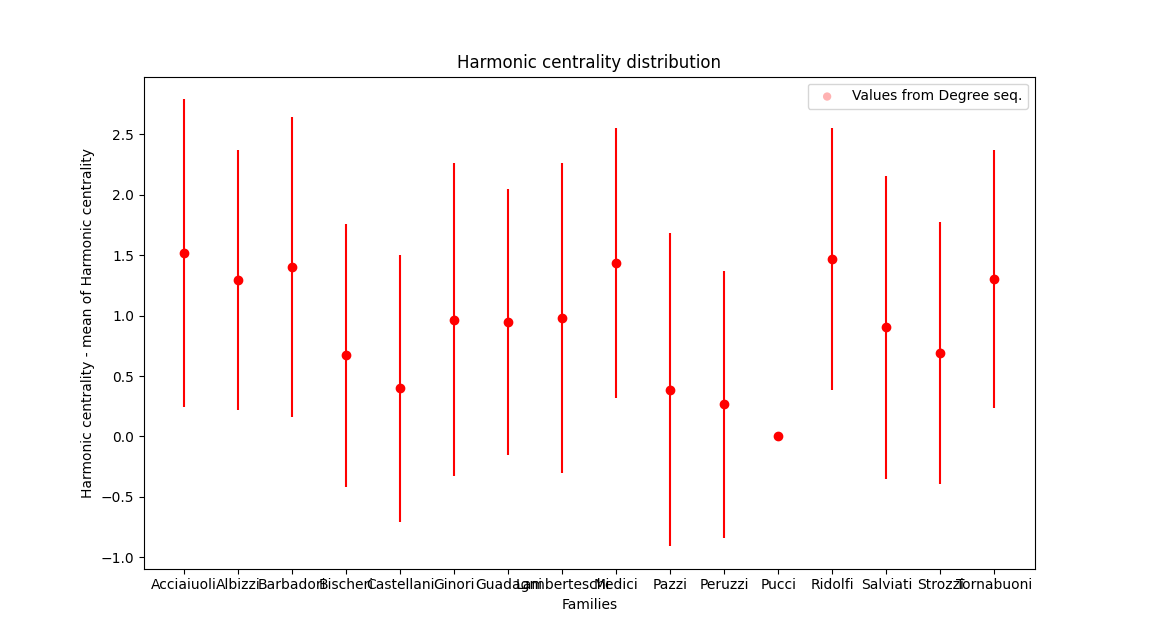 Harmonic centrality distribution
Values from Degree seq.
Harmonic centrality - mean of Harmonic centrality
2.5
2.0
1.5
1.0
0.5
0.0
−0.5
−1.0
Acciaiuoli Albizzi Barbadori Bischeri Castellani Ginori Guadagni Lamberteschi Medici Pazzi Peruzzi Pucci Ridolfi Salviati Strozzi Tornabuoni
Families